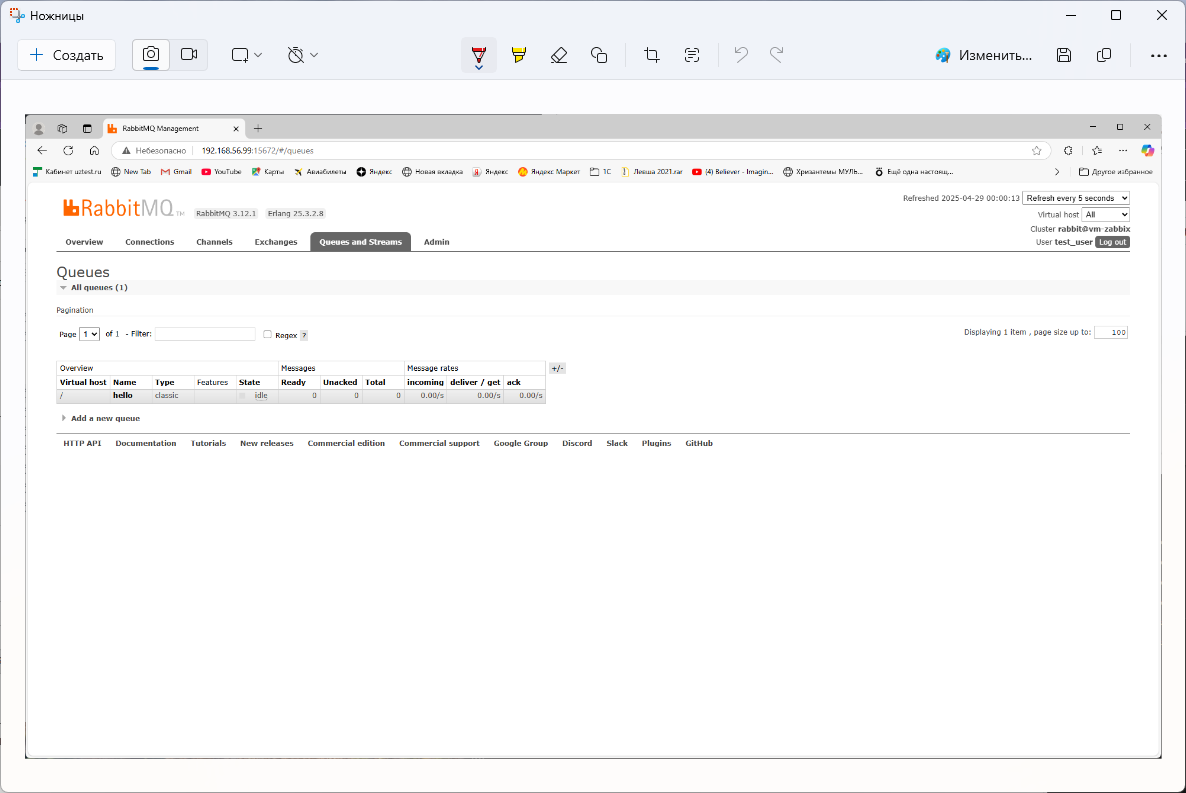 Ножницы
Создать
Изменить...
RabbitMQ Management
Небезопасно 192.168.56.99:15672/#/queues
Кабинет uztest.ru New Tab Gmail YouTube Карты Авиабилеты Яндекс Новая вкладка Яндекс Яндекс Маркет 1С Левша 2021.rar (4) Believer - Imagin... Хризантемы МУЛЬ... Ещё одна настоящ... Другое избранное
RabbitMQ TM RabbitMQ 3.12.1 Erlang 25.3.2.8
Refreshed 2025-04-29 00:00:13 Refresh every 5 seconds
Virtual host All
Cluster rabbit@vm-zabbix
User test_user Log out
Overview Connections Channels Exchanges Queues and Streams Admin
Queues
All queues (1)
Pagination
Page 1 of 1 - Filter: Regex ? Displaying 1 item , page size up to: 100
Overview Messages Message rates +/-
Virtual host Name Type Features State Ready Unacked Total incoming deliver / get ack
/ hello classic idle 0 0 0 0.00/s 0.00/s 0.00/s
Add a new queue
HTTP API Documentation Tutorials New releases Commercial edition Commercial support Google Group Discord Slack Plugins GitHub